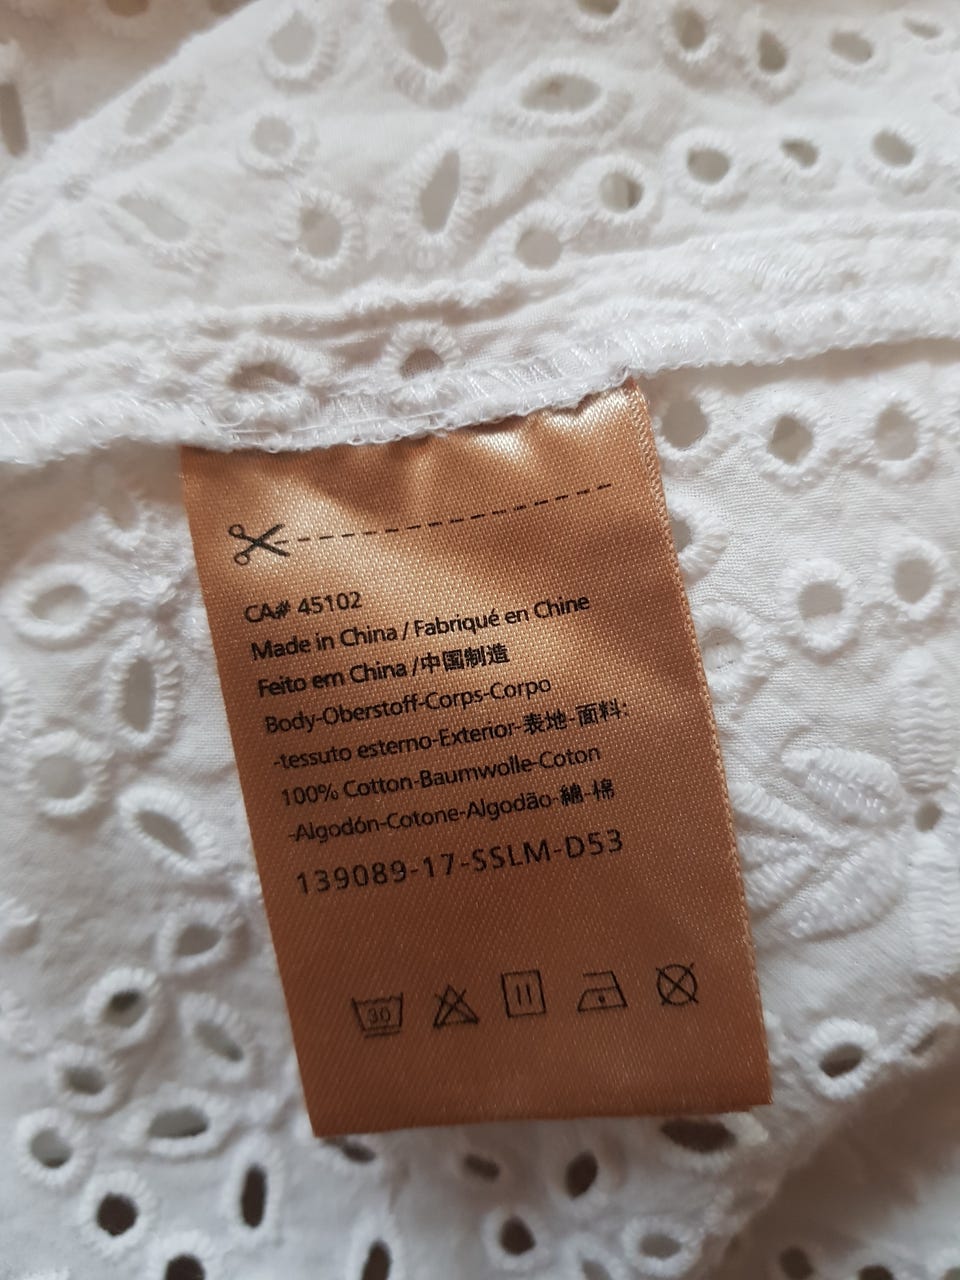 CA# 45102
Made in China / Fabriqué en Chine
Feito em China /中国制造
Body-Oberstoff-Corps-Corpo
-tessuto esterno-Exterior-表地-面料:
100% Cotton-Baumwolle-Coton
-Algodón-Cotone-Algodão-綿-棉
139089-17-SSLM-D53
30